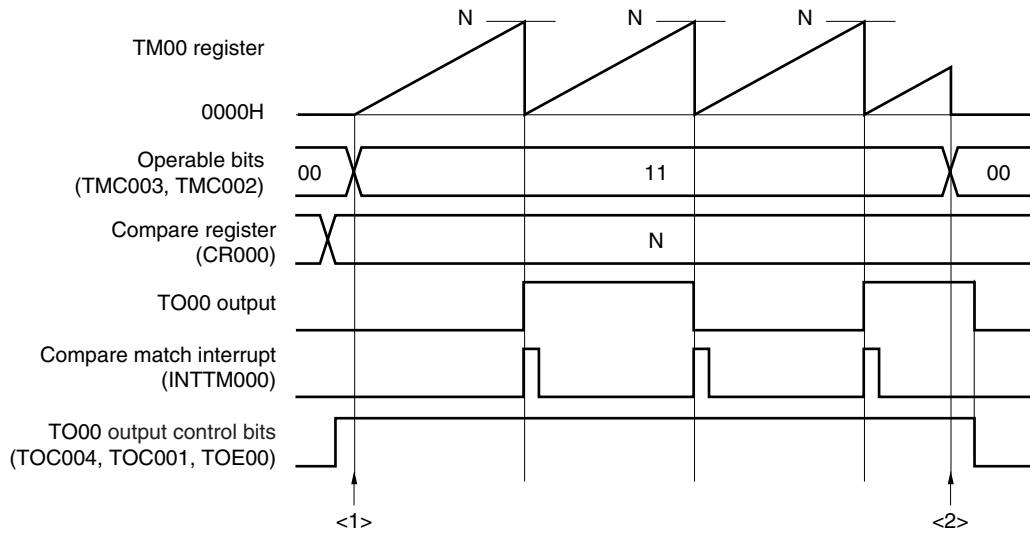 N N N
TM00 register
0000H
Operable bits
(TMC003, TMC002)
00 11 00
Compare register
(CR000)
N
TO00 output
Compare match interrupt
(INTTM000)
TO00 output control bits
(TOC004, TOC001, TOE00)
<1> <2>